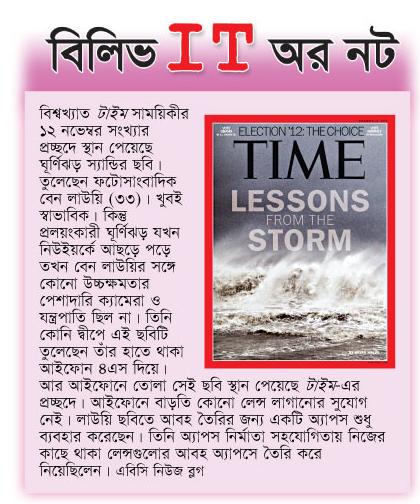 বিলিভ IT অর নট
বিশ্বখ্যাত টাইম সাময়িকীর
১২ নভেম্বর সংখ্যার
প্রচ্ছদে স্থান পেয়েছে
ঘূর্ণিঝড় স্যান্ডির ছবি।
তুলেছেন ফটোসাংবাদিক
বেন লাউয়ি (৩৩)। খুবই
স্বাভাবিক। কিন্তু
প্রলয়ংকারী ঘূর্ণিঝড় যখন
নিউইয়র্কে আছড়ে পড়ে
তখন বেন লাউয়ির সঙ্গে
কোনো উচ্চক্ষমতার
পেশাদারি ক্যামেরা ও
যন্ত্রপাতি ছিল না। তিনি
কোনি দ্বীপে এই ছবিটি
তুলেছেন তাঁর হাতে থাকা
আইফোন ৪এস দিয়ে।
আর আইফোনে তোলা সেই ছবি স্থান পেয়েছে টাইম-এর
প্রচ্ছদে। আইফোনে বাড়তি কোনো লেন্স লাগানোর সুযোগ
নেই। লাউয়ি ছবিতে আবহ তৈরির জন্য একটি অ্যাপস শুধু
ব্যবহার করেছেন। তিনি অ্যাপস নির্মাতা সহযোগিতায় নিজের
কাছে থাকা লেন্সগুলোর আবহ অ্যাপসে তৈরি করে
নিয়েছিলেন। এবিসি নিউজ ব্লগ
ELECTION '12: THE CHOICE
TIME
LESSONS
FROM THE
STORM